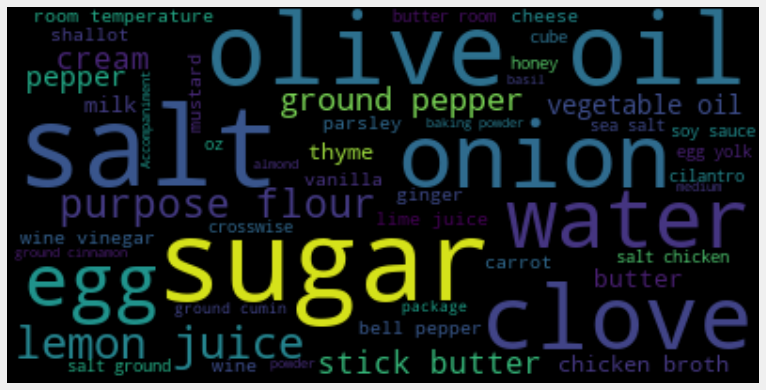 room temperature
butter room
cheese
shallot
olive oil
cube
cream
honey
pepper
basil
mustard
Accompaniment
milk
ground pepper
vegetable oil
salt
parsley
baking powder
sea salt
soy sauce
oz
thyme
onion
egg yolk
almond
vanilla
cilantro
medium
purpose flour
ginger
lime juice
water
crosswise
wine vinegar
sugar
ground cinnamon
salt chicken
egg
carrot
butter
clove
ground cumin
package
lemon juice
bell pepper
salt ground
wine
powder
stick butter
chicken broth